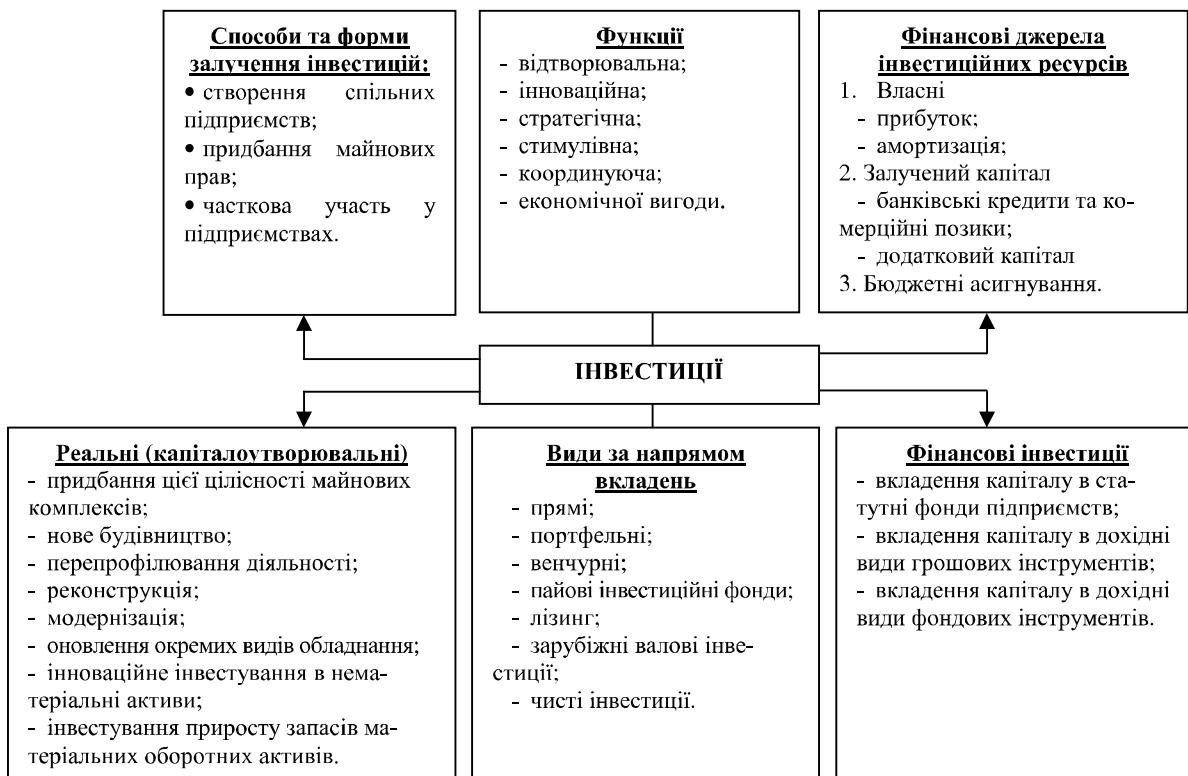 Способи та форми
залучення інвестицій:
• створення спільних
підприємств;
• придбання майнових
прав;
• часткова участь у
підприємствах.
Функції
- відтворювальна;
- інноваційна;
- стратегічна;
- стимулівна;
- координуюча;
- економічної вигоди.
Фінансові джерела
інвестиційних ресурсів
1. Власні
- прибуток;
- амортизація;
2. Залучений капітал
- банківські кредити та ко-
мерційні позики;
- додатковий капітал
3. Бюджетні асигнування.
ІНВЕСТИЦІЇ
Реальні (капіталоутворювальні)
- придбання цієї цілісності майнових
комплексів;
- нове будівництво;
- перепрофілювання діяльності;
- реконструкція;
- модернізація;
- оновлення окремих видів обладнання;
- інноваційне інвестування в нема-
теріальні активи;
- інвестування приросту запасів ма-
теріальних оборотних активів.
Види за напрямом
вкладень
- прямі;
- портфельні;
- венчурні;
- пайові інвестиційні фонди;
- лізинг;
- зарубіжні валові інве-
стиції;
- чисті інвестиції.
Фінансові інвестиції
- вкладення капіталу в ста-
тутні фонди підприємств;
- вкладення капіталу в дохідні
види грошових інструментів;
- вкладення капіталу в дохідні
види фондових інструментів.